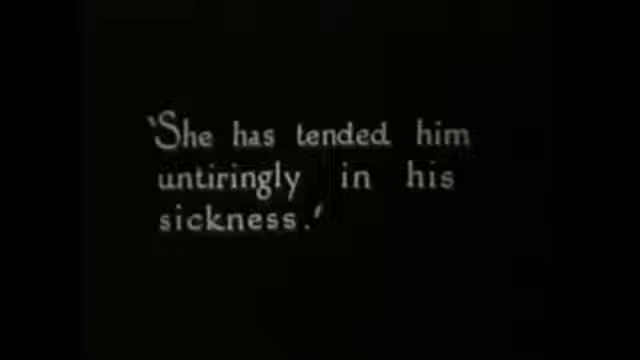 ‛She has tended him
untiringly in his
sickness.’